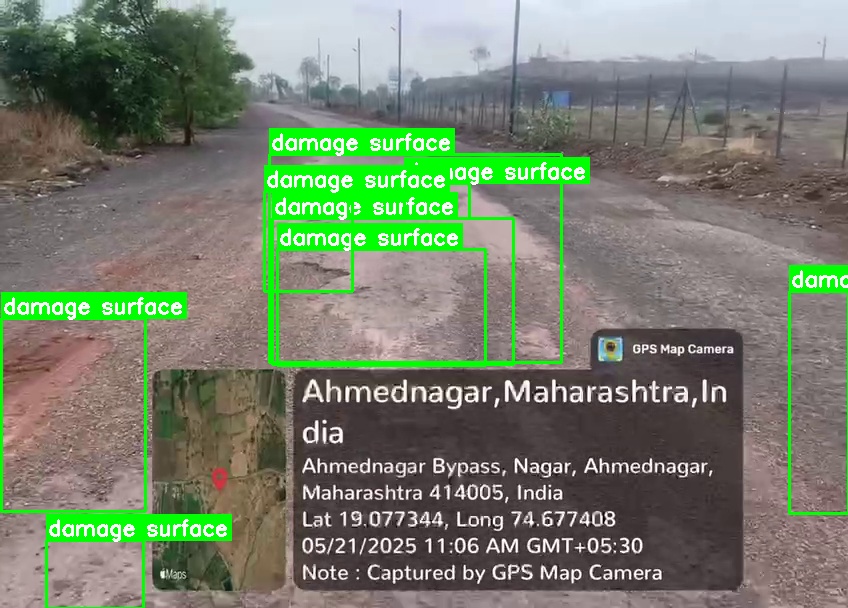 damage surface
damage surface
damage surface
damage surface
damage surface
damage surface
GPS Map Camera
Ahmednagar,Maharashtra,In
dia
Ahmednagar Bypass, Nagar, Ahmednagar,
Maharashtra 414005, India
Lat 19.077344, Long 74.677408
05/21/2025 11:06 AM GMT+05:30
Note : Captured by GPS Map Camera
Maps
damage surface